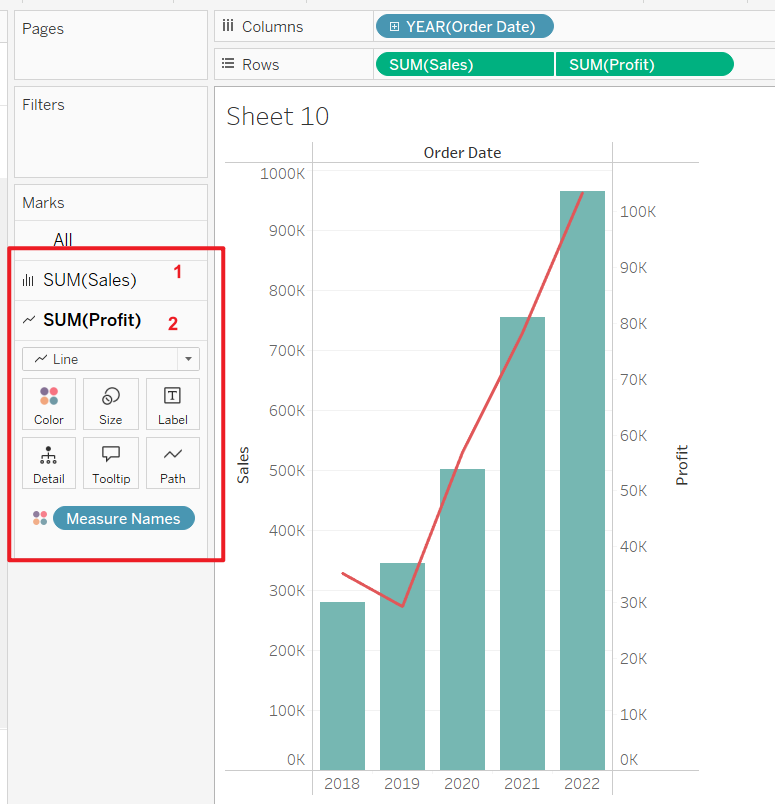 Pages
Columns
YEAR(Order Date)
Rows
SUM(Sales)
SUM(Profit)
Filters
Marks
All
SUM(Sales)
1
SUM(Profit)
2
Line
Color
Size
Label
Detail
Tooltip
Path
Measure Names
Sheet 10
Order Date
1000K
900K
800K
700K
600K
500K
400K
300K
200K
100K
0K
Sales
100K
90K
80K
70K
60K
50K
40K
30K
20K
10K
0K
Profit
2018
2019
2020
2021
2022